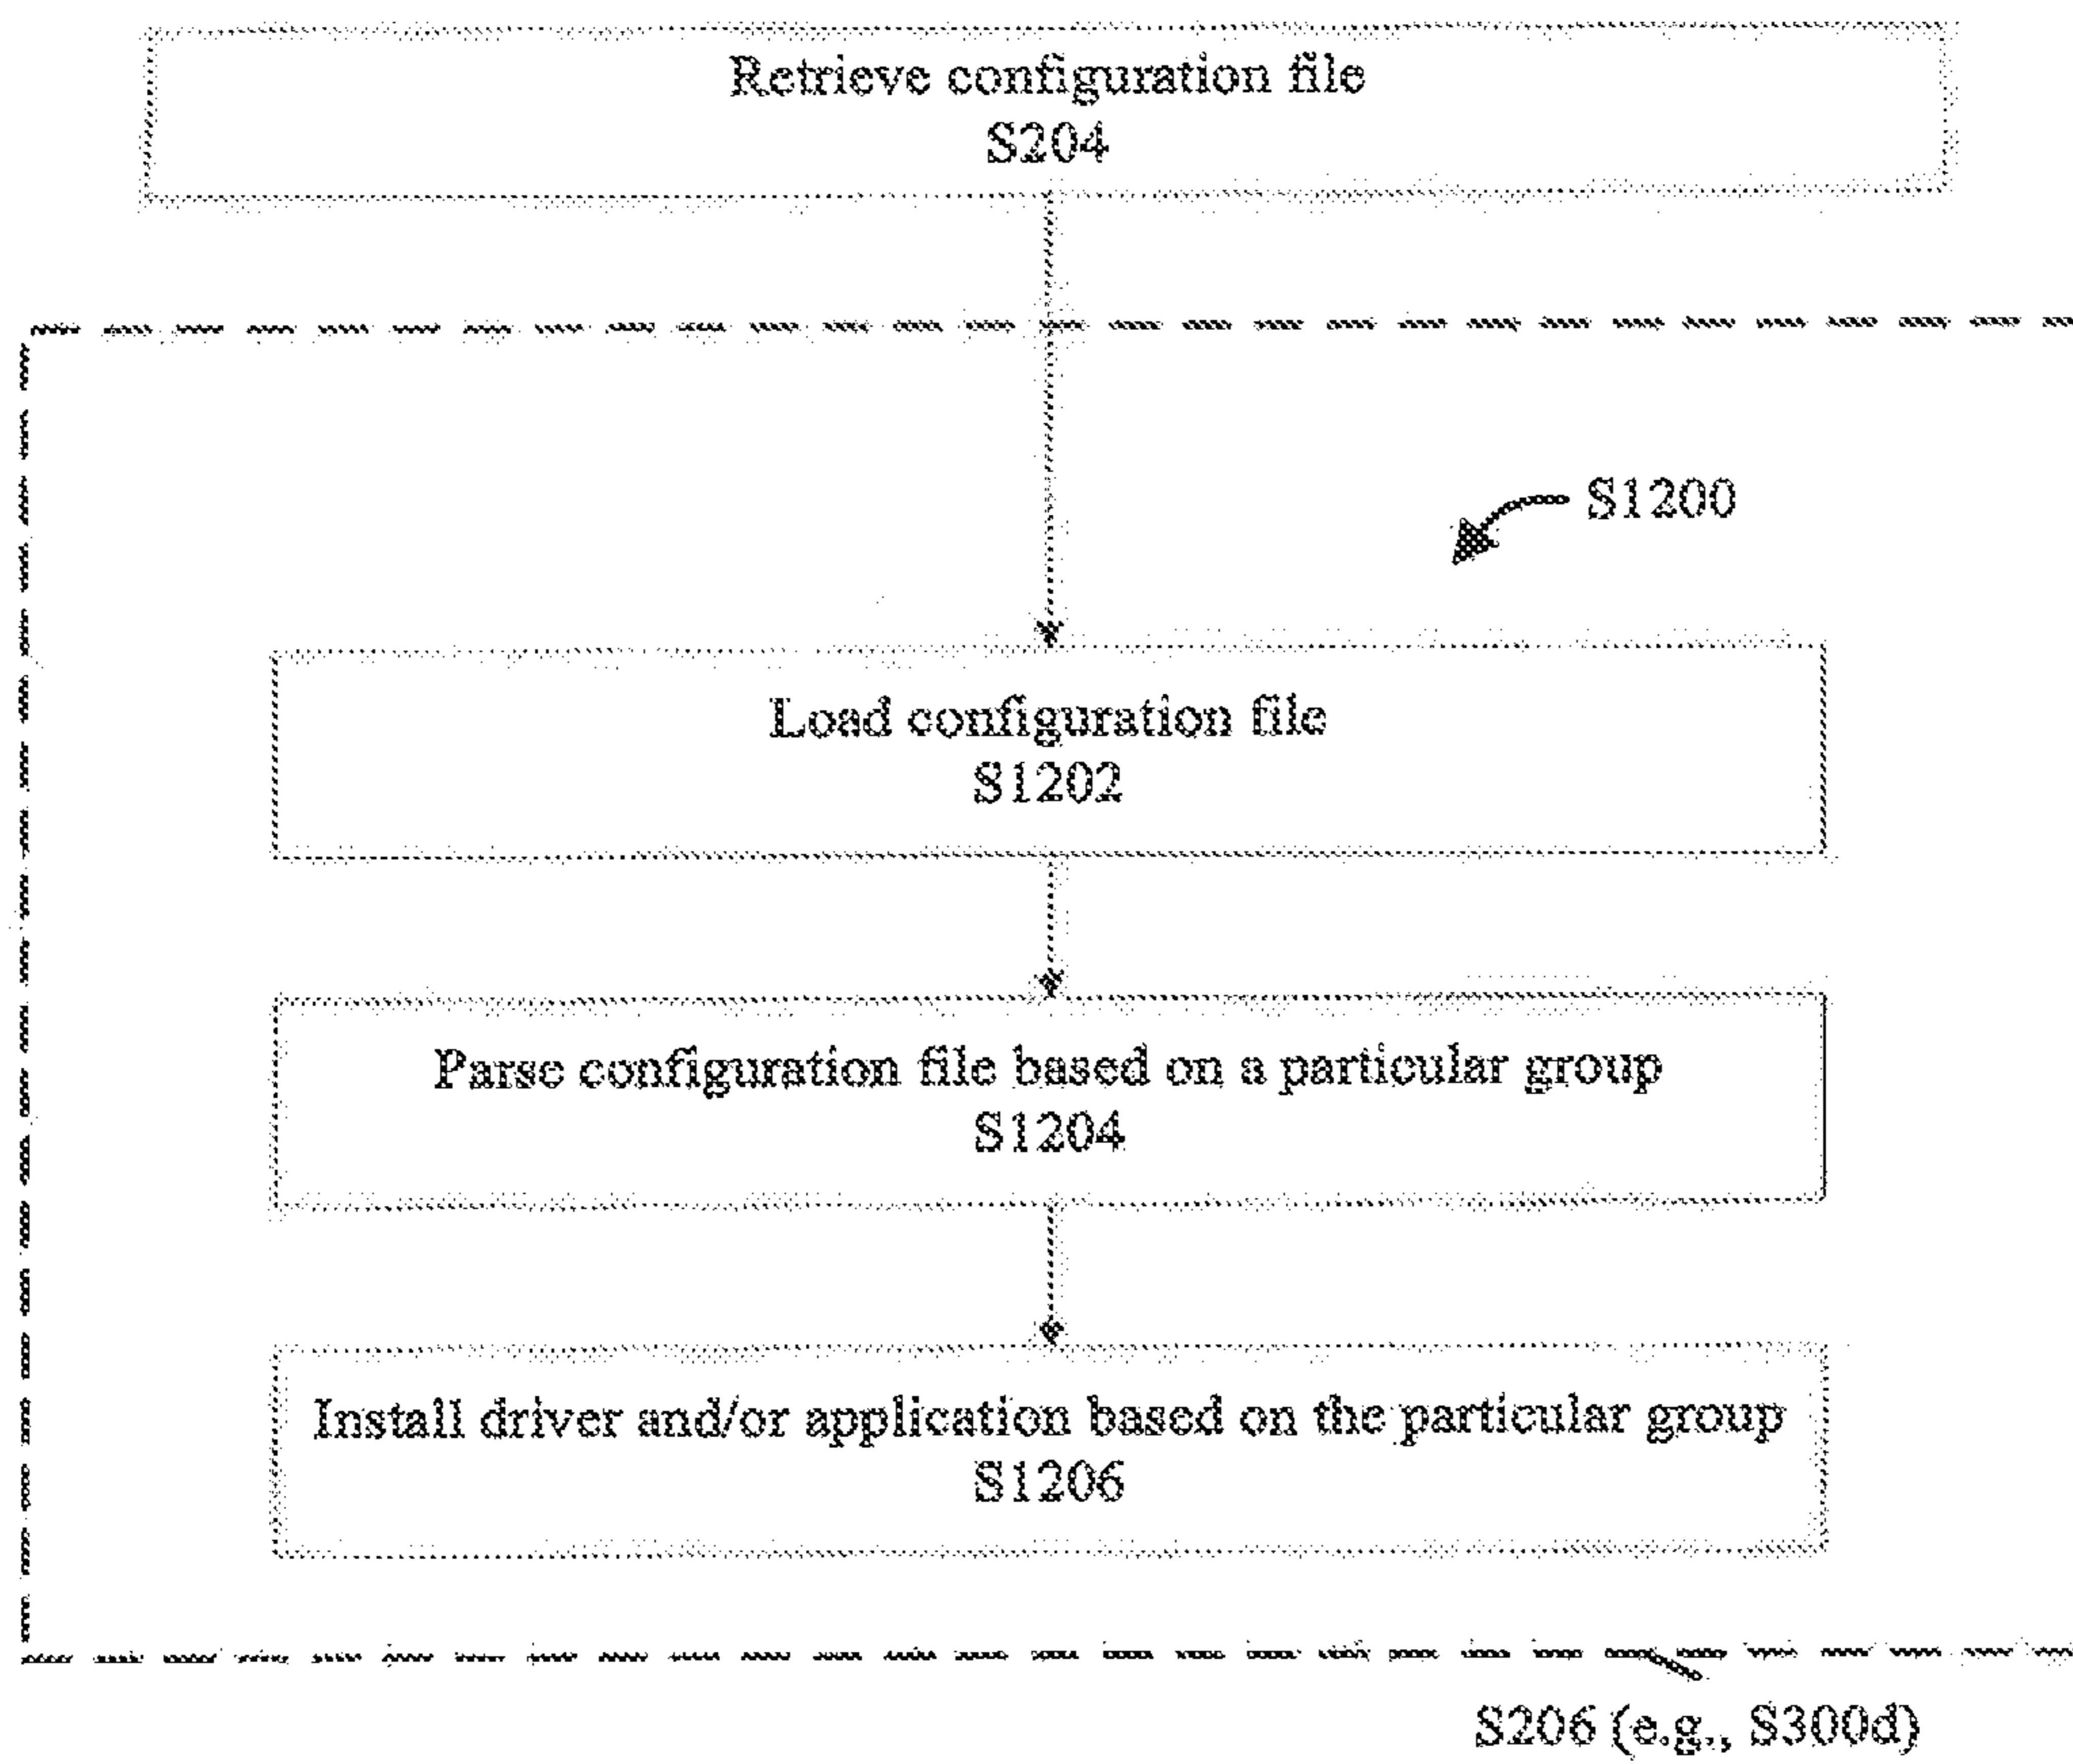 Retrieve configuration file
S204
S1200
Load configuration file
S1202
Parse configuration file based on a particular group
S1204
Install driver and/or application based on the particular group
S1206
S206 (e.g., S300d)